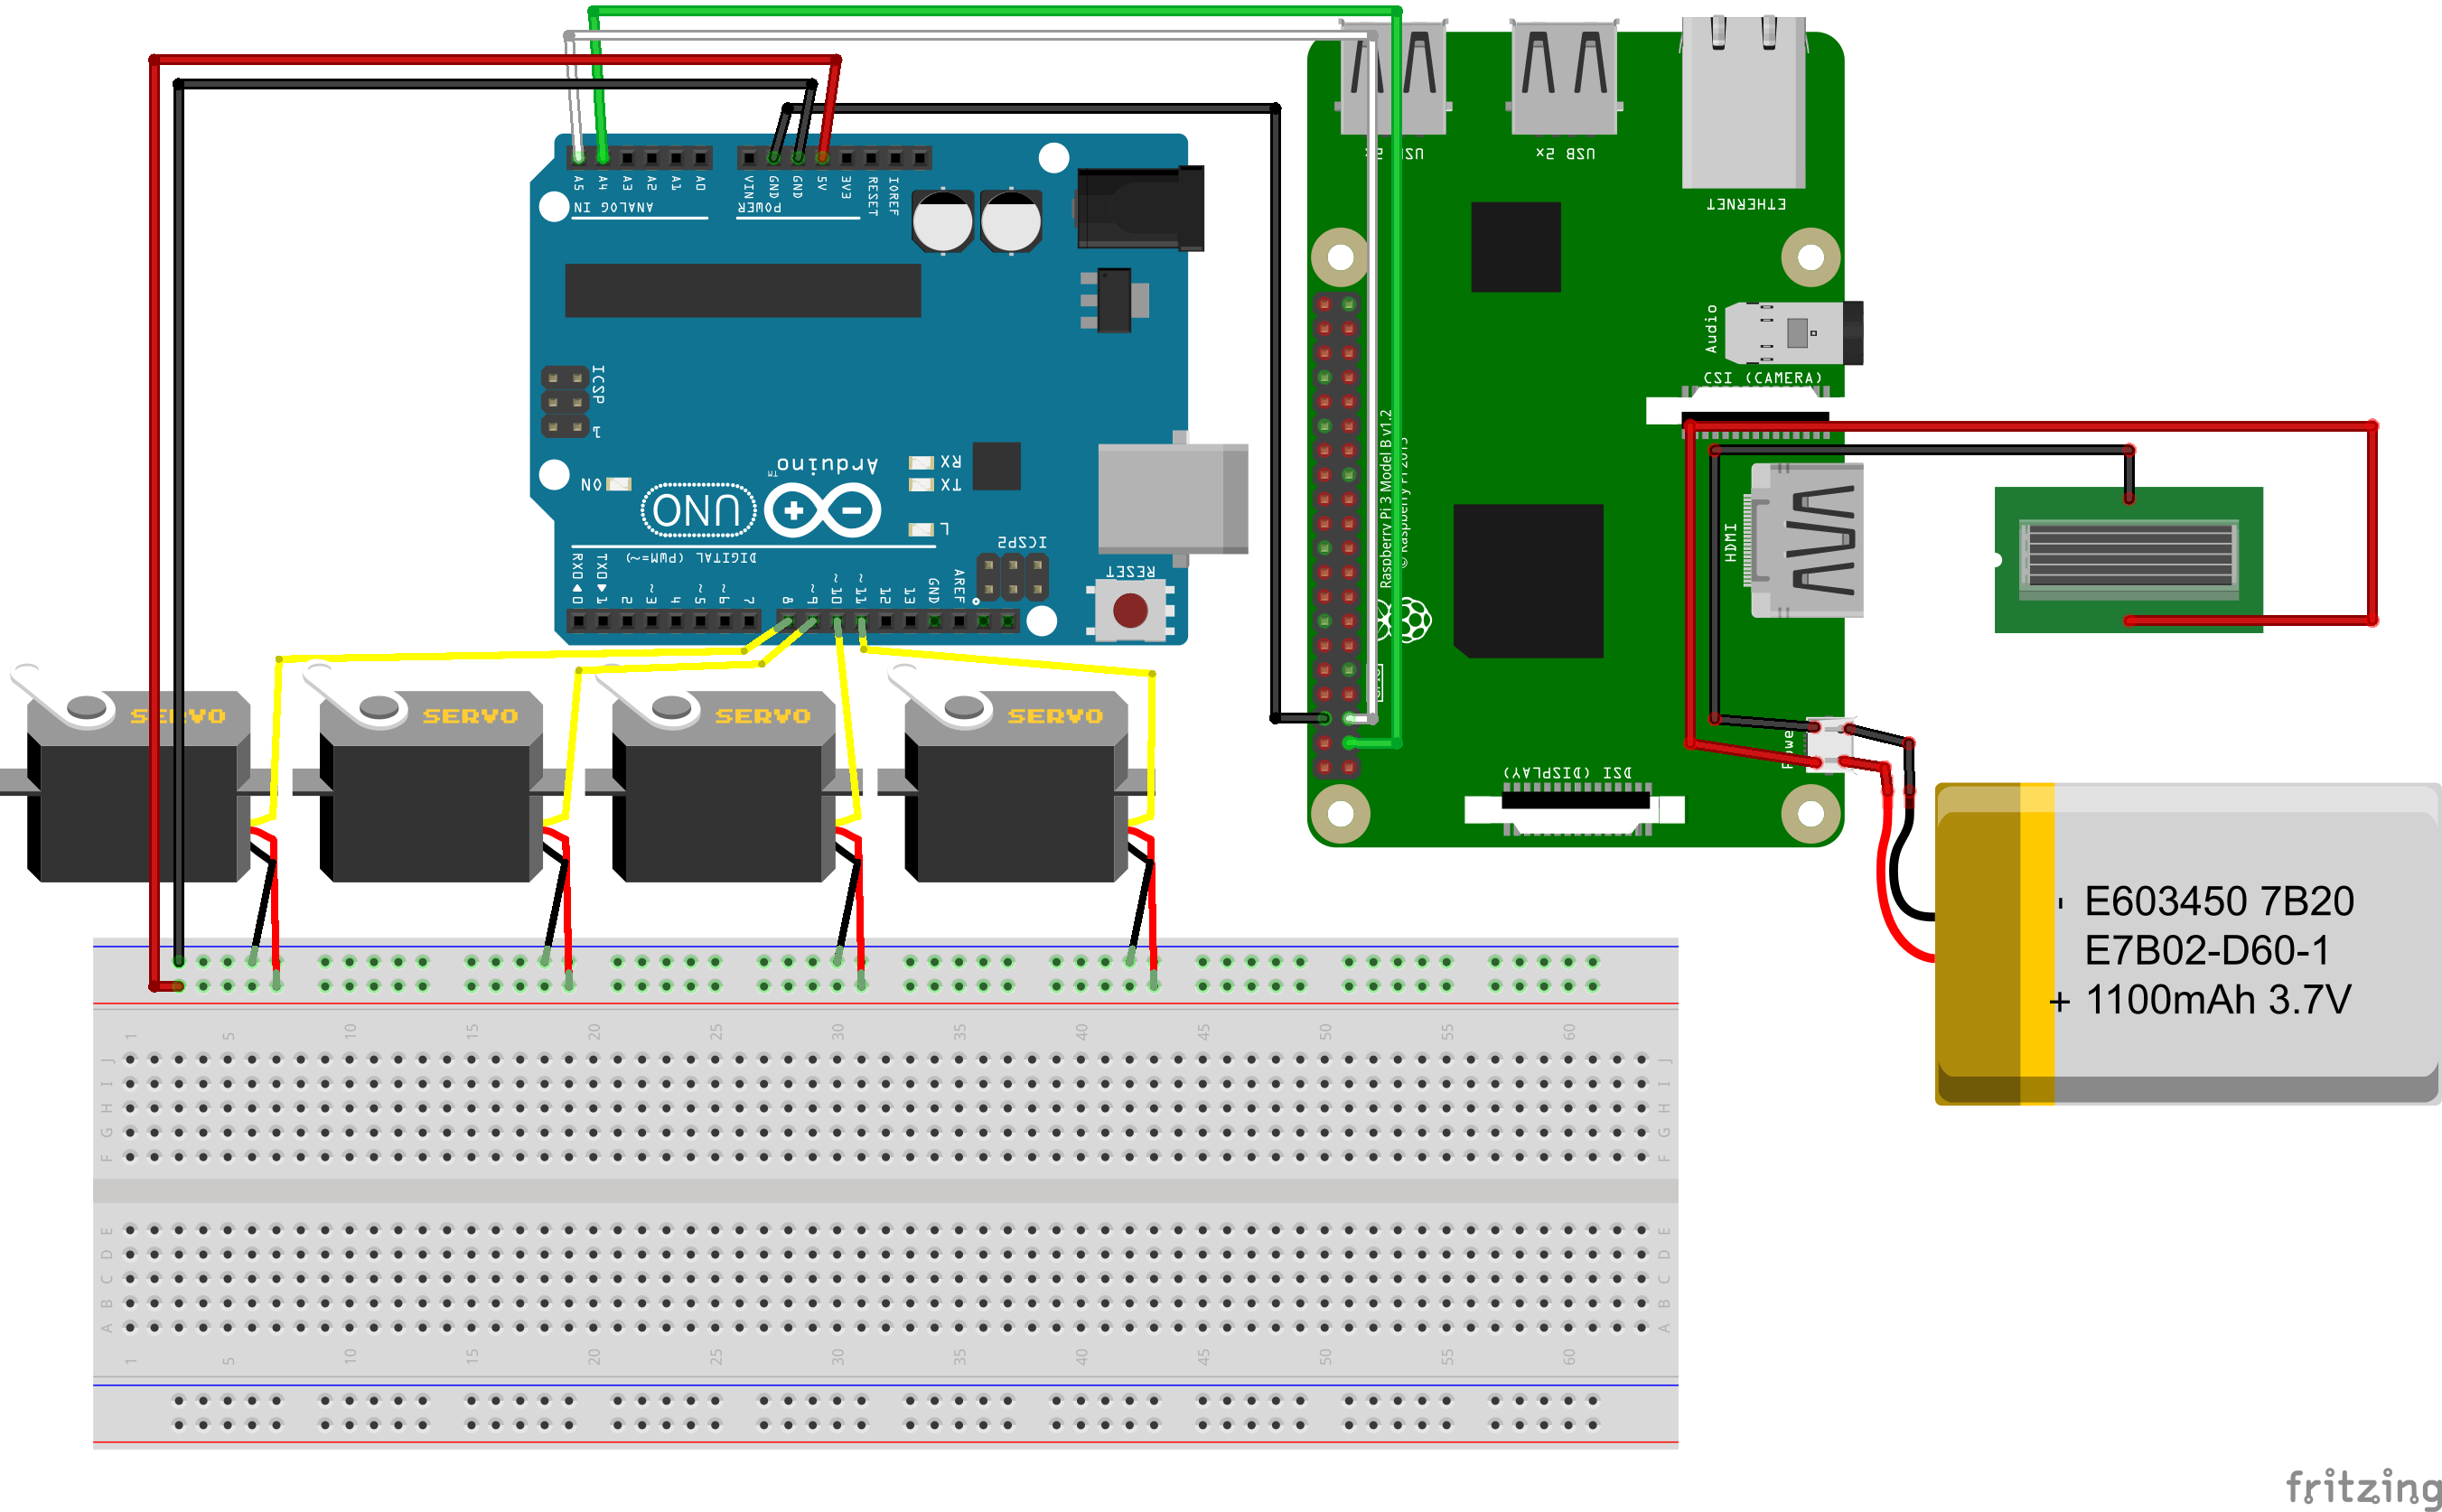 USB 2x
USB 2x
ETHERNET
A5 A4 A3 A2 A1 A0
VIN GND GND 5V 3V3 RESET IOREF
ANALOG IN
POWER
Audio
CSI (CAMERA)
ICSP
1
Arduino
TM
RX
TX
ON
UNO
L
ICSP2
DIGITAL (PWM=~)
RESET
RX0 0
TX0 1
2 ~3 4 ~5 ~6 7
8 ~9 ~10 ~11 12 13 GND AREF
Raspberry Pi 3 Model B v1.2
© Raspberry Pi 2015
HDMI
SERVO
SERVO
SERVO
SERVO
Power
DSI (DISPLAY)
- E603450 7B20
E7B02-D60-1
+ 1100mAh 3.7V
1 5 10 15 20 25 30 35 40 45 50 55 60
J J
I I
H H
G G
F F
E E
D D
C C
B B
A A
1 5 10 15 20 25 30 35 40 45 50 55 60
fritzing